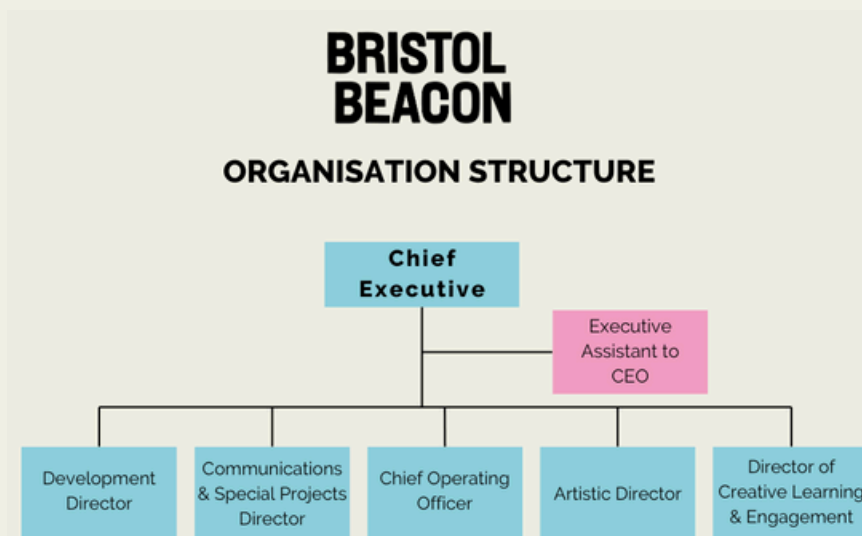 BRISTOL
BEACON
ORGANISATION STRUCTURE
Chief
Executive
Executive
Assistant to
CEO
Development
Director
Communications
& Special Projects
Director
Chief Operating
Officer
Artistic Director
Director of
Creative Learning
& Engagement